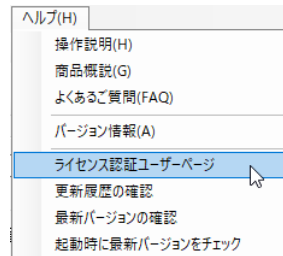 ヘルプ(H)
操作説明(H)
商品概説(G)
よくあるご質問(FAQ)
バージョン情報(A)
ライセンス認証ユーザーページ
更新履歴の確認
最新バージョンの確認
起動時に最新バージョンをチェック